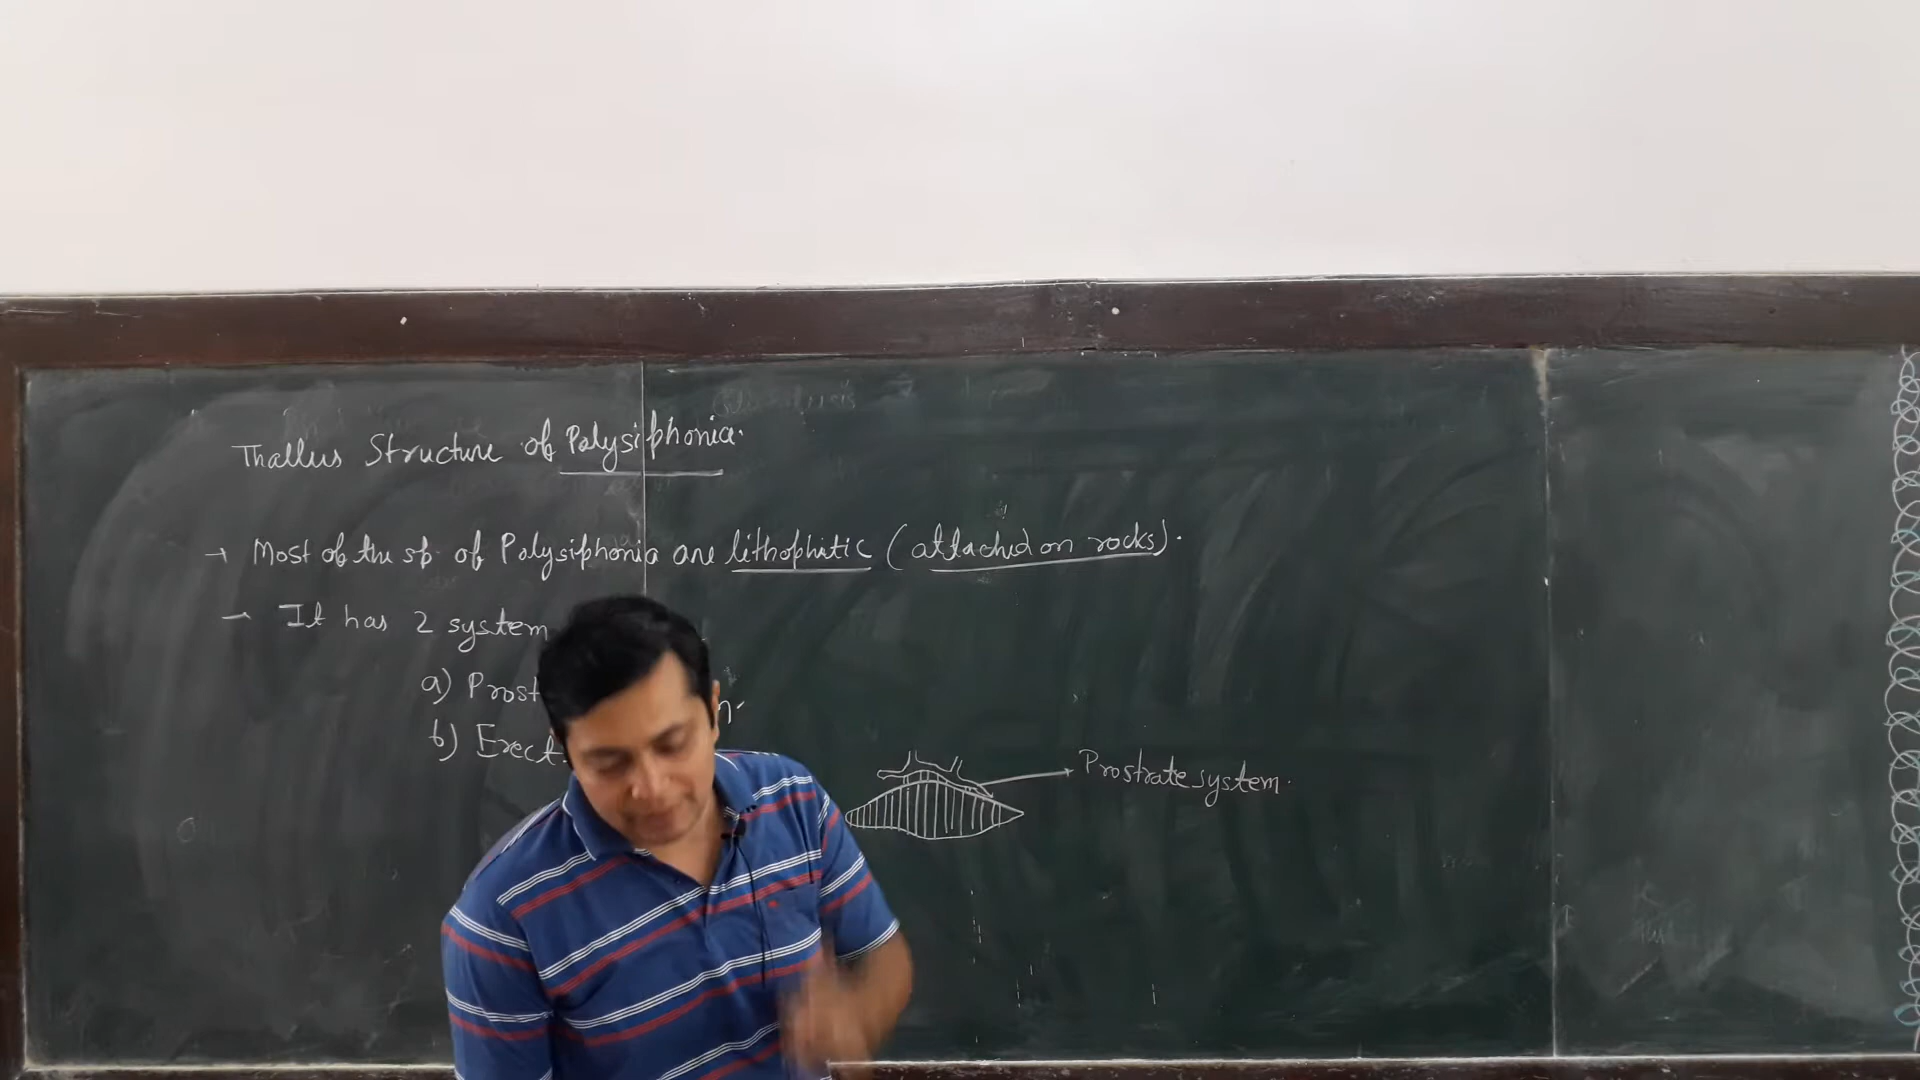 Thallus Structure of Polysiphonia.
→ Most of the sp. of Polysiphonia are lithophitic (attached on rocks).
- It has 2 system
a) Prost
b) Erect.
Prostrate system.